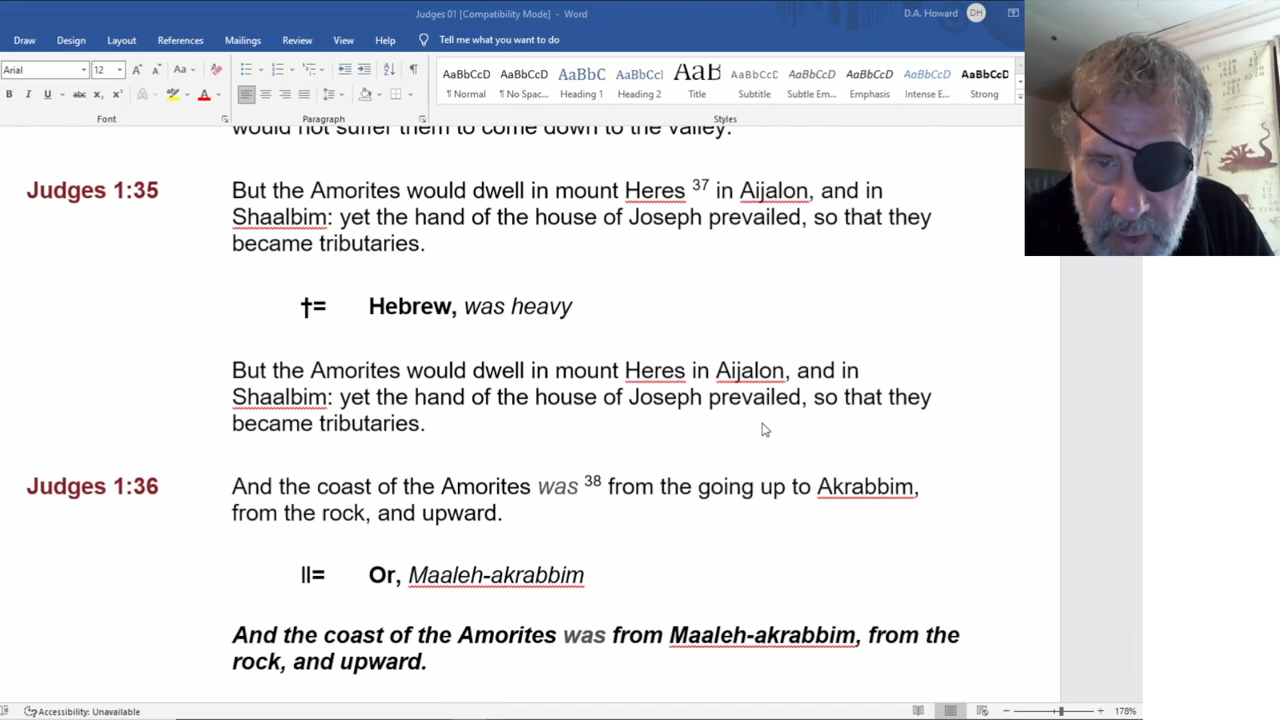 Judges 01 [Compatibility Mode] - Word
D.A. Howard DH
Draw Design Layout References Mailings Review View Help Tell me what you want to do
Arial 12 Aa
AaBbCcD AaBbCcD AaBbC AaBbCcI AaB AaBbCcD AaBbCcD AaBbCcD AaBbCcD AaBbCcD
B I U abc x x A A
¶ Normal ¶ No Spac... Heading 1 Heading 2 Title Subtitle Subtle Em... Emphasis Intense E... Strong
Font Paragraph Styles
would not suffer them to come down to the valley:
Judges 1:35 But the Amorites would dwell in mount Heres 37 in Aijalon, and in
Shaalbim: yet the hand of the house of Joseph prevailed, so that they
became tributaries.
†= Hebrew, was heavy
But the Amorites would dwell in mount Heres in Aijalon, and in
Shaalbim: yet the hand of the house of Joseph prevailed, so that they
became tributaries.
Judges 1:36 And the coast of the Amorites was 38 from the going up to Akrabbim,
from the rock, and upward.
||= Or, Maaleh-akrabbim
And the coast of the Amorites was from Maaleh-akrabbim, from the
rock, and upward.
Accessibility: Unavailable 178%